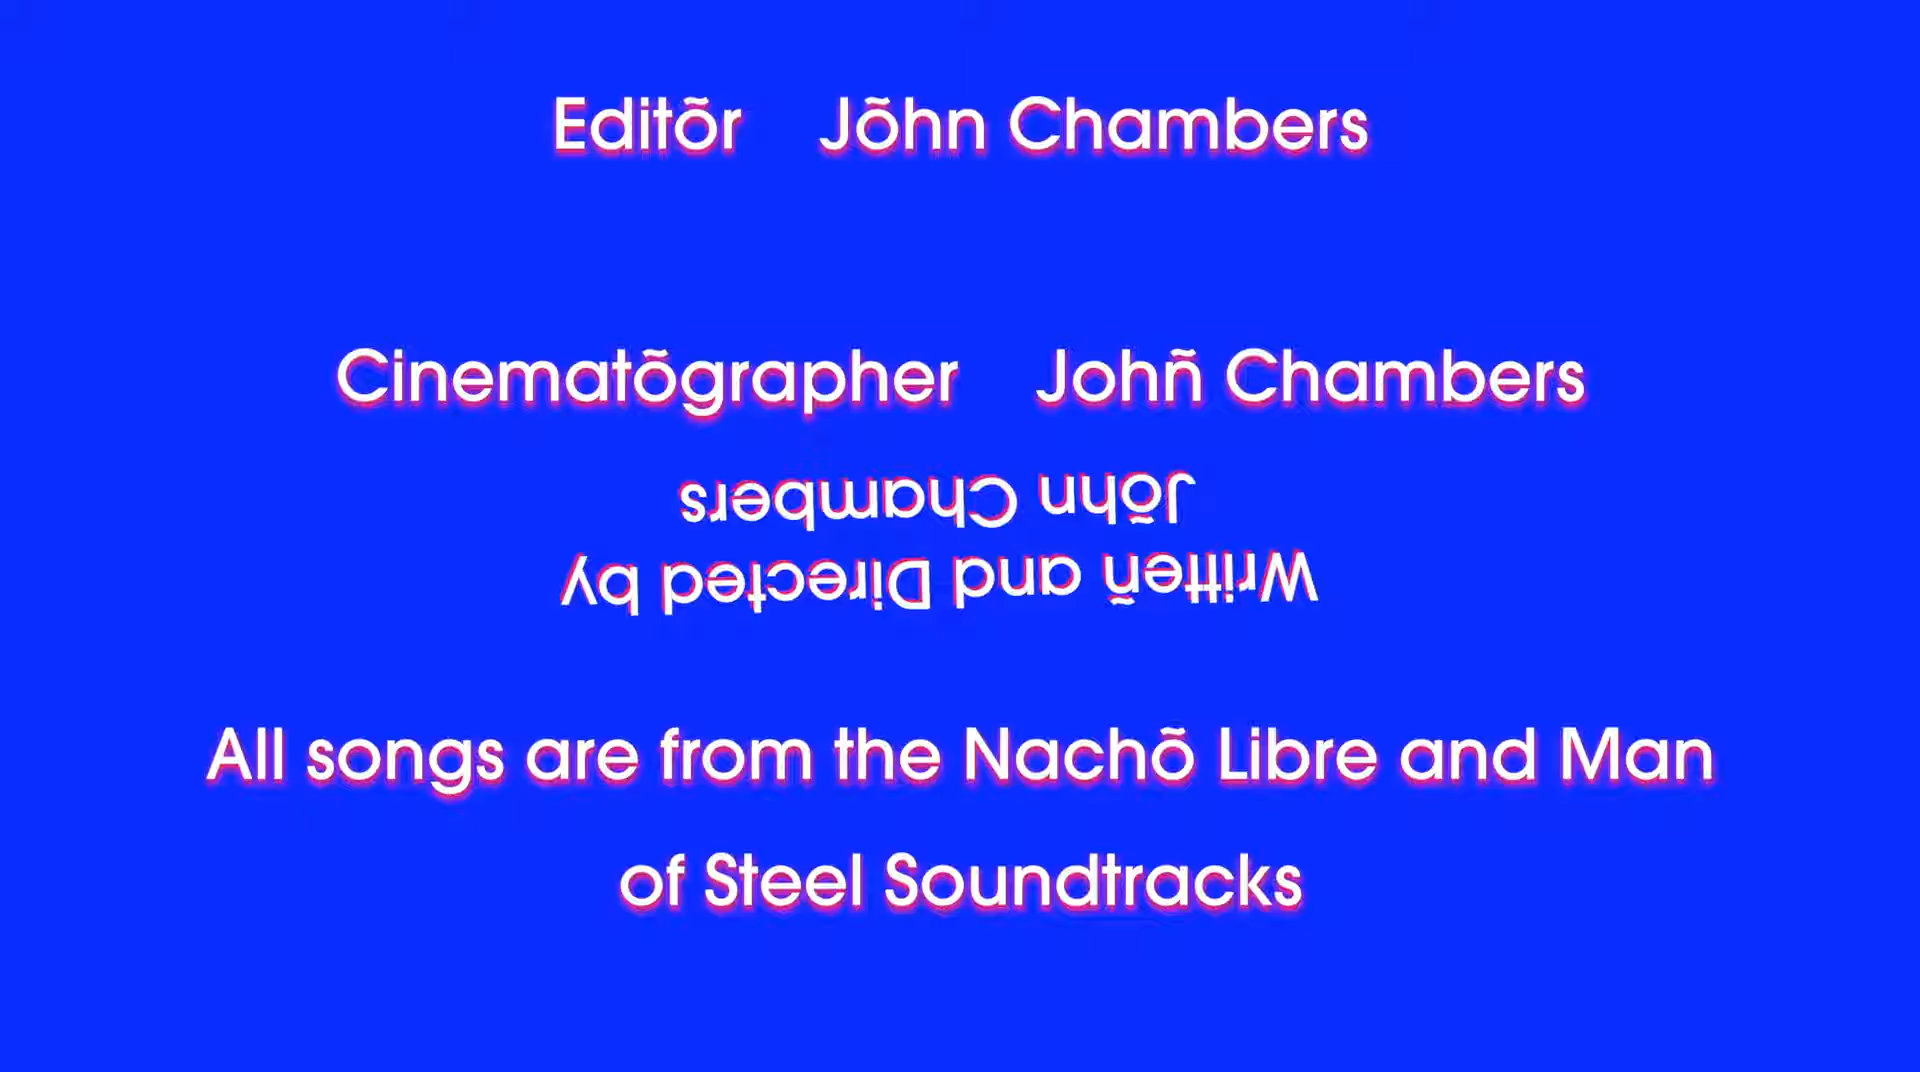 Editõr Jõhn Chambers
Cinematõgrapher Johñ Chambers
Writteñ and Directed by
Jõhn Chambers
All songs are from the Nachõ Libre and Man
of Steel Soundtracks